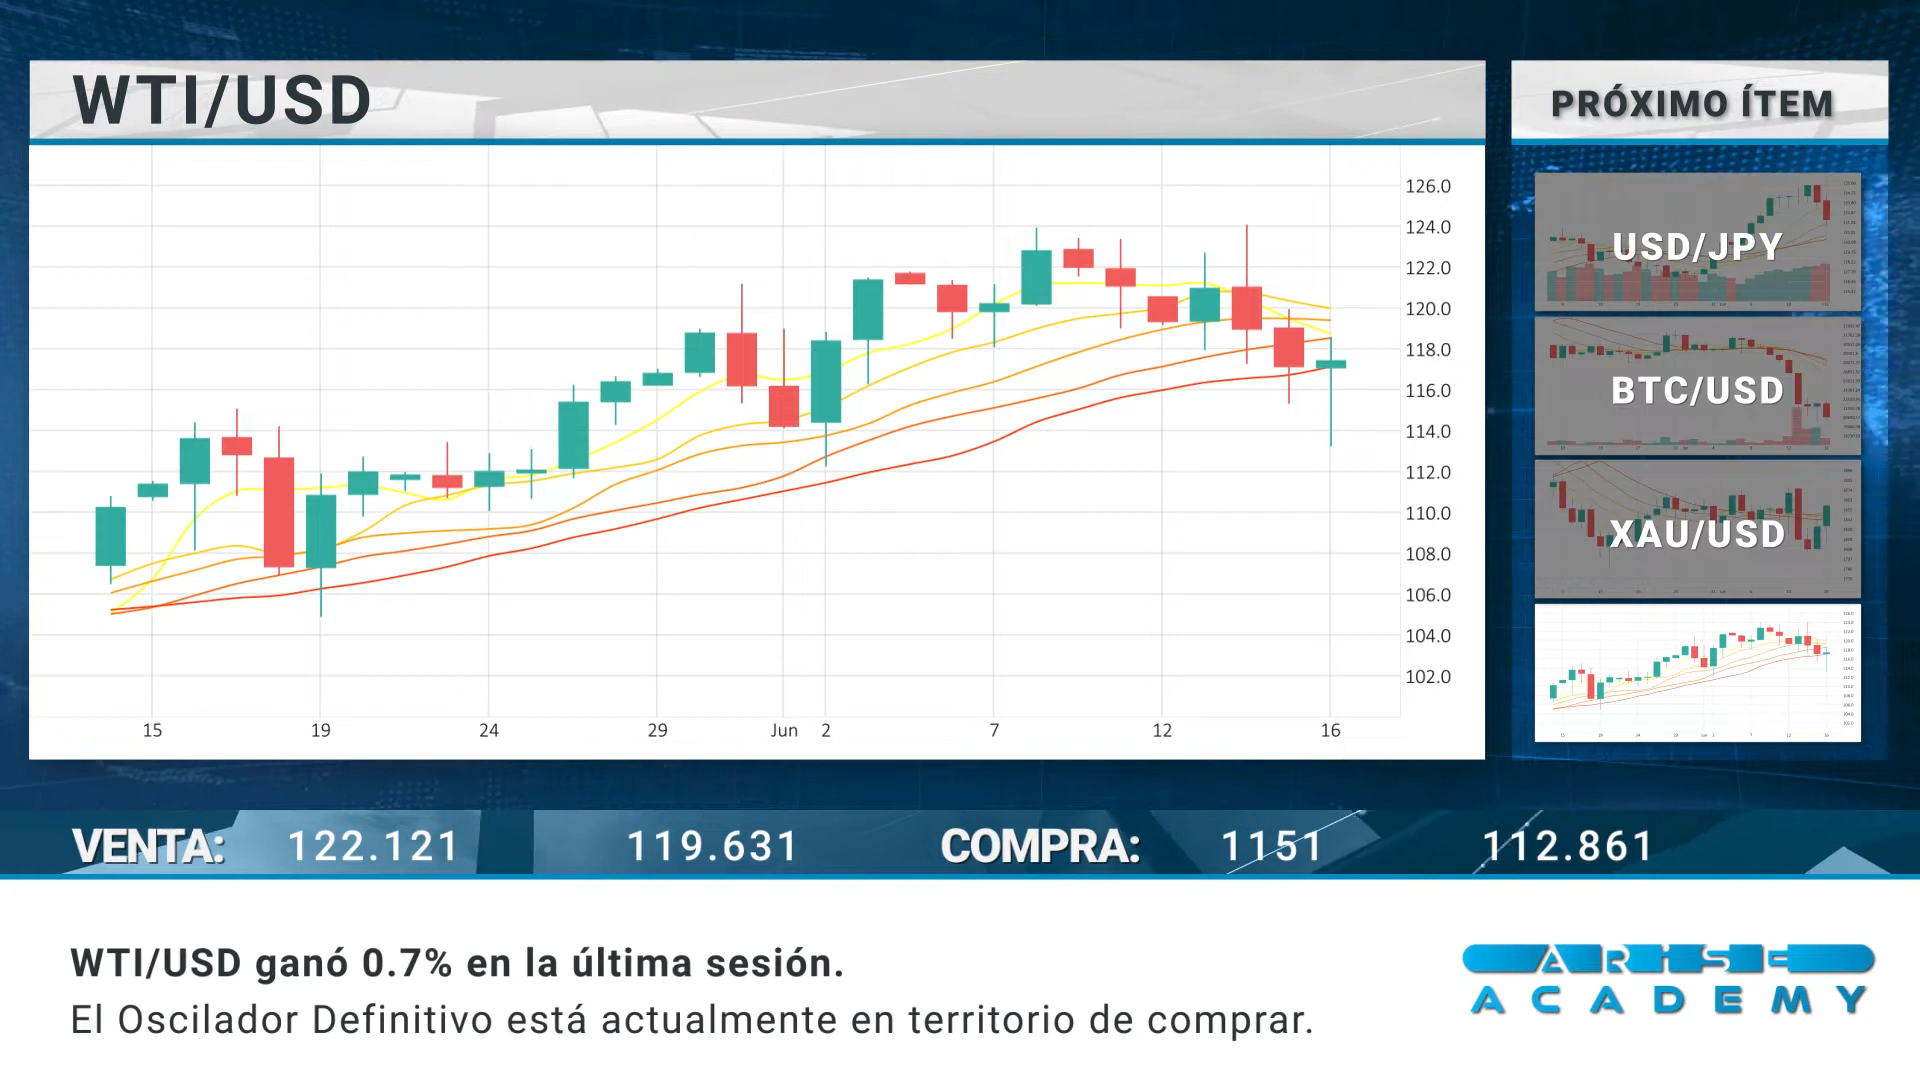 WTI/USD
PRÓXIMO ÍTEM
126.0
124.0
122.0
120.0
118.0
116.0
114.0
112.0
110.0
108.0
106.0
104.0
102.0
15 19 24 29 Jun 2 7 12 16
USD/JPY
BTC/USD
XAU/USD
VENTA: 122.121 119.631 COMPRA: 1151 112.861
WTI/USD ganó 0.7% en la última sesión.
El Oscilador Definitivo está actualmente en territorio de comprar.
ARISE
ACADEMY